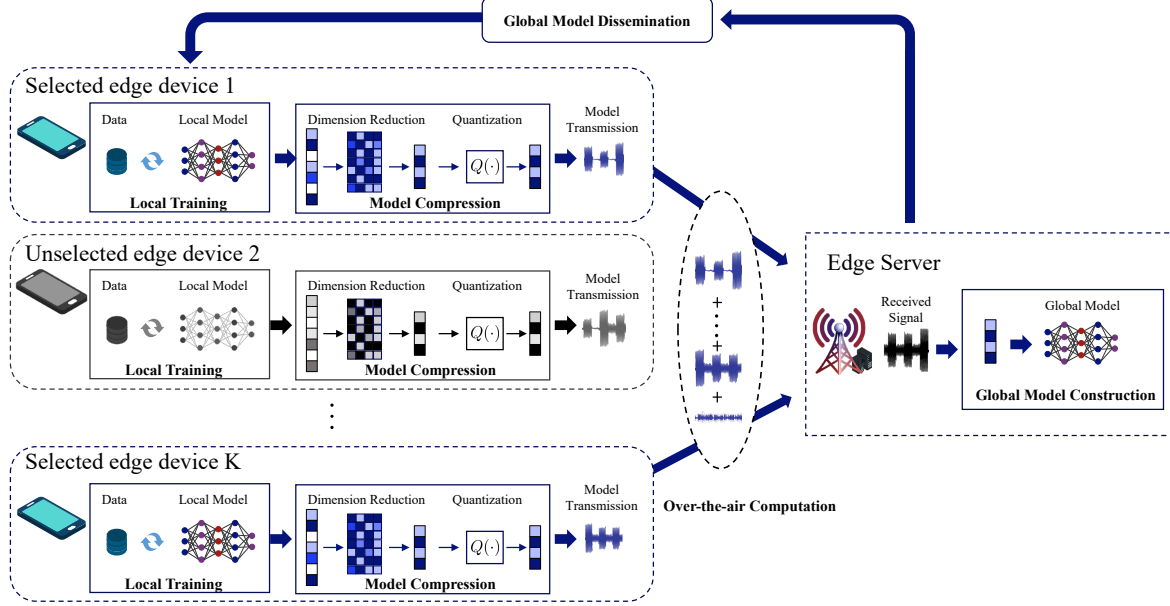 Global Model Dissemination
Selected edge device 1
Data
Local Model
Local Training
Dimension Reduction
Quantization
Q(·)
Model Compression
Model
Transmission
Unselected edge device 2
Data
Local Model
Local Training
Dimension Reduction
Quantization
Q(·)
Model Compression
Model
Transmission
Selected edge device K
Data
Local Model
Local Training
Dimension Reduction
Quantization
Q(·)
Model Compression
Model
Transmission
+
+
+
Over-the-air Computation
Edge Server
Received
Signal
Global Model
Global Model Construction